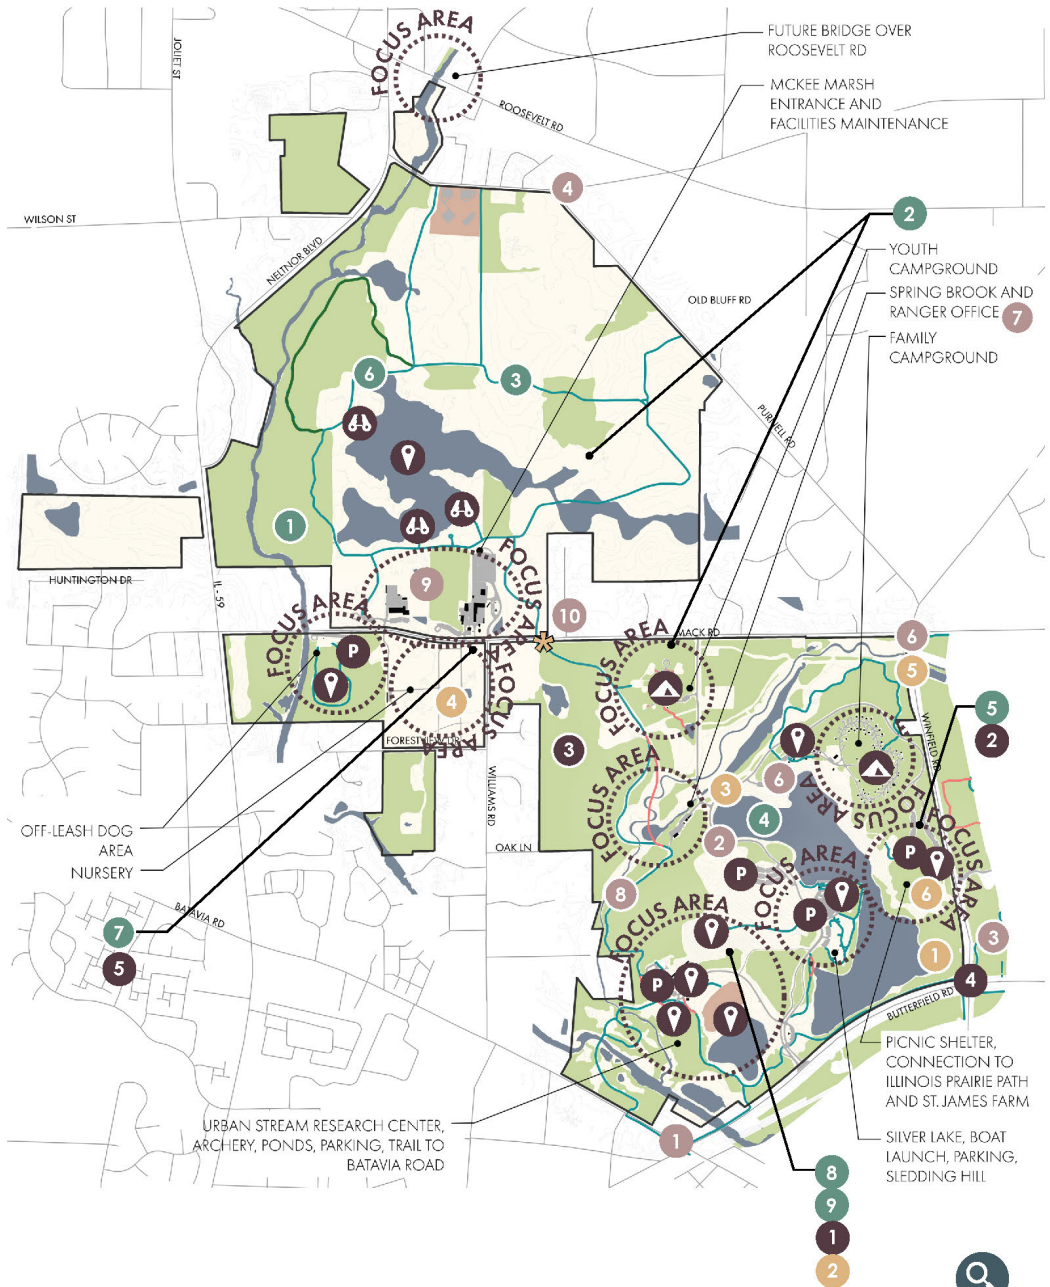 FOCUS AREA
FUTURE BRIDGE OVER
ROOSEVELT RD
JOLIET ST
MCKEE MARSH
ENTRANCE AND
FACILITIES MAINTENANCE
ROOSEVELT RD
4
WILSON ST
2
NELTNOR BLVD
YOUTH
CAMPGROUND
SPRING BROOK AND
RANGER OFFICE 7
OLD BLUFF RD
FAMILY
CAMPGROUND
6
3
PURNELL RD
1
FOCUS AREA
HUNTINGTON DR
IL - 59
9
10
FOCUS AREA
MACK RD
6
FOCUS AREA
P
5
4
FOCUS AREA
FOCUS AREA
5
2
WINFIELD RD
FORESTVIEW DR
3
FOCUS AREA
6
3
4
WILLIAMS RD
FOCUS AREA
OFF-LEASH DOG
AREA
NURSERY
2
OAK LN
P
FOCUS AREA
P
FOCUS AREA
6
8
BATAVIA RD
7
5
P
FOCUS AREA
1
3
4
P
BUTTERFIELD RD
PICNIC SHELTER,
CONNECTION TO
ILLINOIS PRAIRIE PATH
AND ST. JAMES FARM
URBAN STREAM RESEARCH CENTER,
ARCHERY, PONDS, PARKING, TRAIL TO
BATAVIA ROAD
1
SILVER LAKE, BOAT
LAUNCH, PARKING,
SLEDDING HILL
8
9
1
2